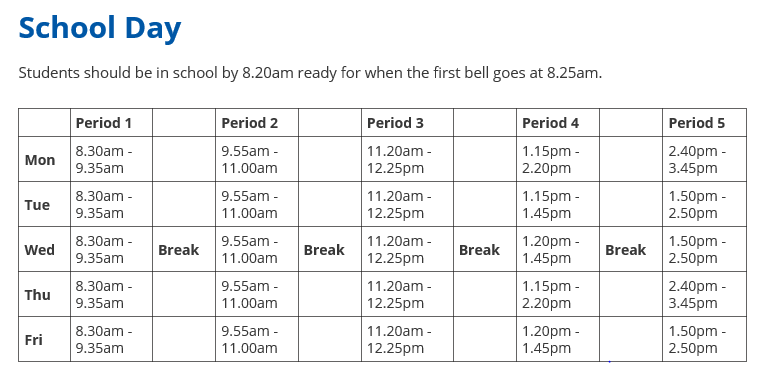 School Day
Students should be in school by 8.20am ready for when the first bell goes at 8.25am.
Period 1 Period 2 Period 3 Period 4 Period 5
Mon 8.30am - 9.55am - 11.20am - 1.15pm - 2.40pm -
9.35am 11.00am 12.25pm 2.20pm 3.45pm
Tue 8.30am - 9.55am - 11.20am - 1.15pm - 1.50pm -
9.35am 11.00am 12.25pm 1.45pm 2.50pm
Wed 8.30am - Break 9.55am - Break 11.20am - Break 1.20pm - Break 1.50pm -
9.35am 11.00am 12.25pm 1.45pm 2.50pm
Thu 8.30am - 9.55am - 11.20am - 1.15pm - 2.40pm -
9.35am 11.00am 12.25pm 2.20pm 3.45pm
Fri 8.30am - 9.55am - 11.20am - 1.20pm - 1.50pm -
9.35am 11.00am 12.25pm 1.45pm 2.50pm